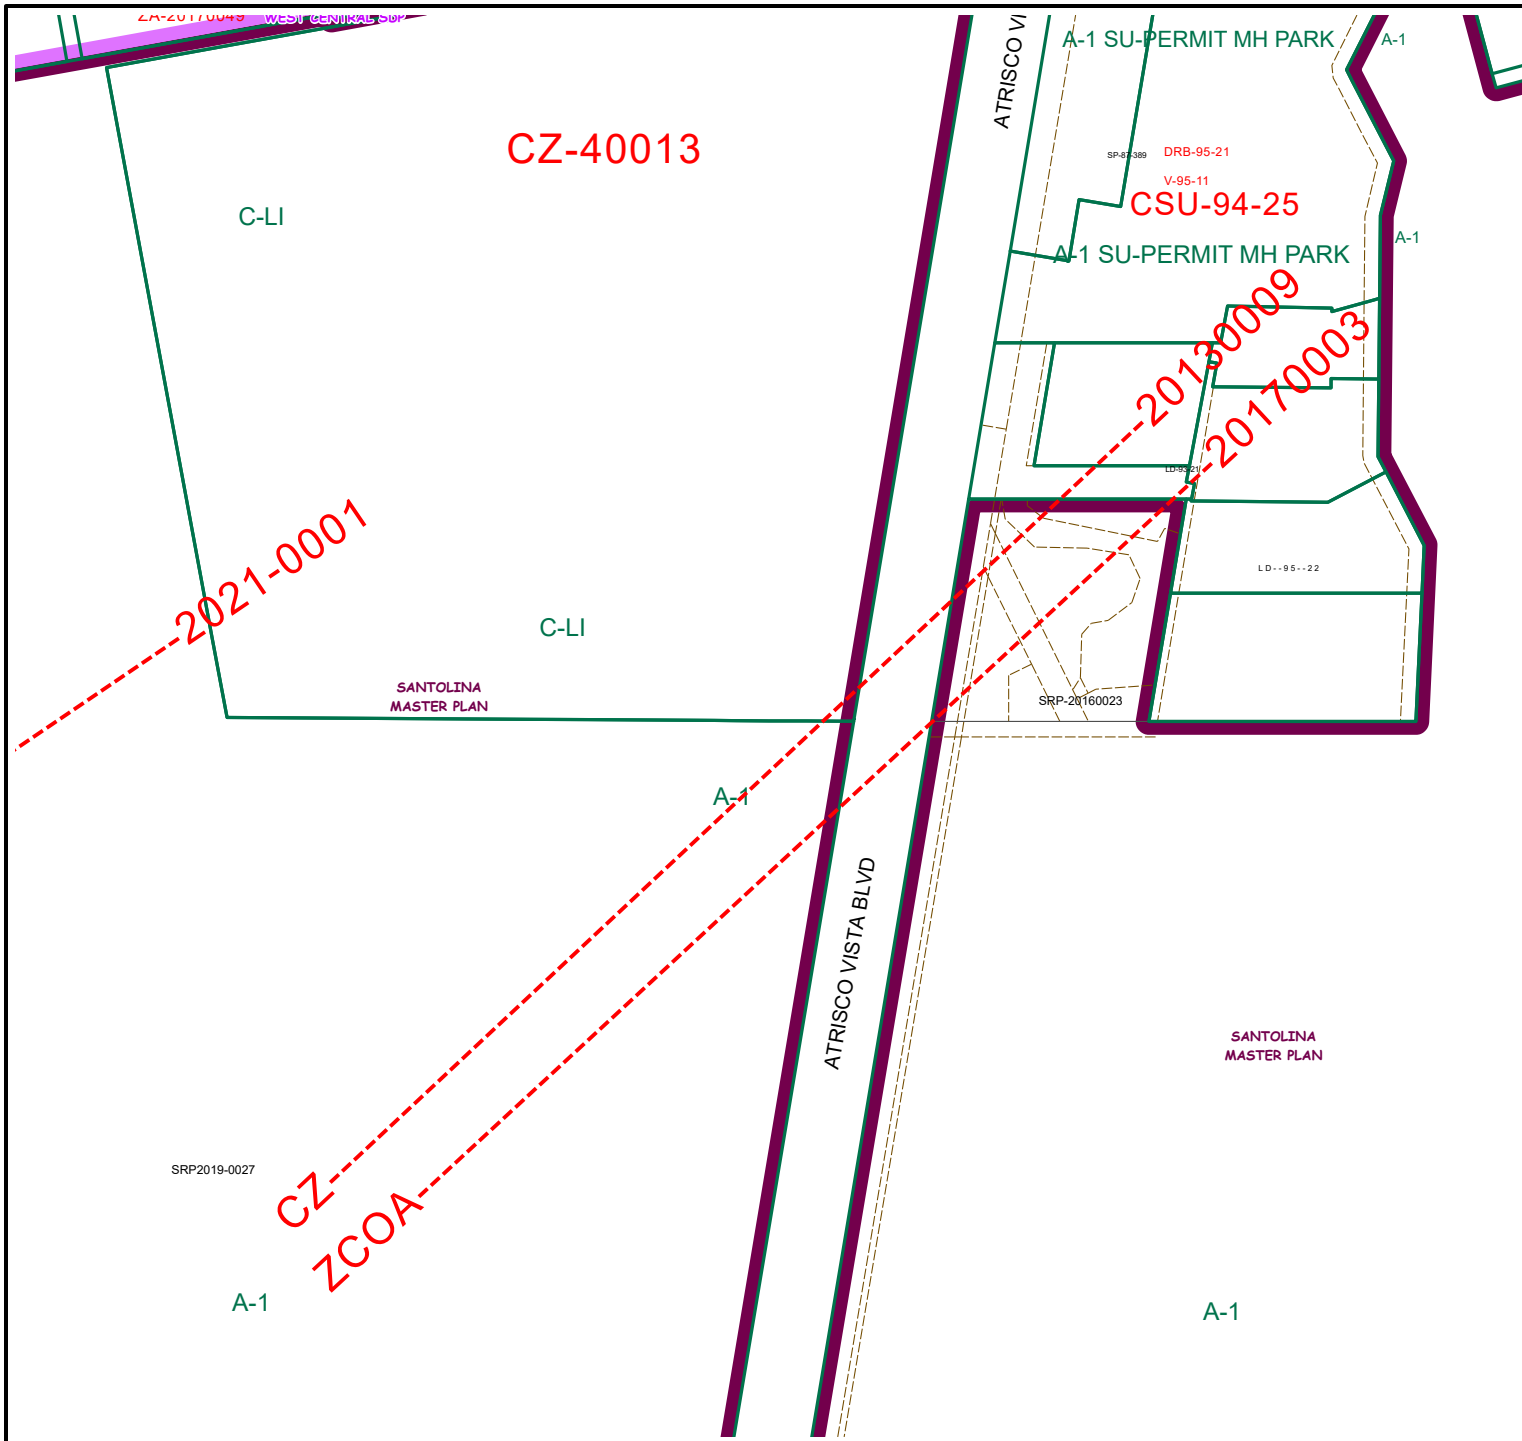 ZA-20170049
WEST CENTRAL SDP
ATRISCO VI
A-1 SU-PERMIT MH PARK
A-1
CZ-40013
SP-87-389
DRB-95-21
V-95-11
CSU-94-25
C-LI
A-1
A-1 SU-PERMIT MH PARK
20130009
20170003
LD-93-21
2021-0001
LD--95--22
C-LI
SANTOLINA
MASTER PLAN
SRP-20160023
A-1
ATRISCO VISTA BLVD
SANTOLINA
MASTER PLAN
SRP2019-0027
CZ
ZCOA
A-1
A-1